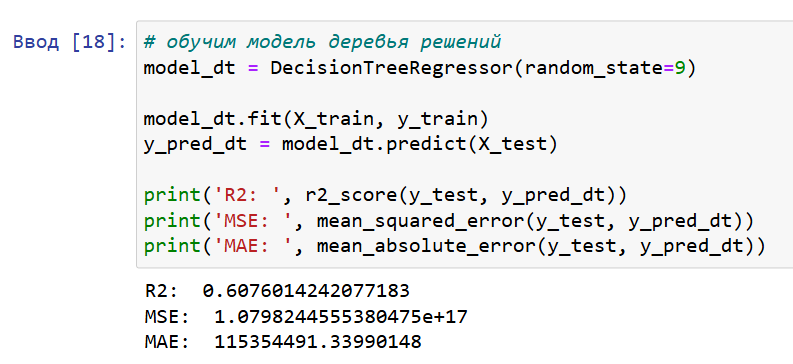 Ввод [18]: # обучим модель деревья решений
model_dt = DecisionTreeRegressor(random_state=9)
model_dt.fit(X_train, y_train)
y_pred_dt = model_dt.predict(X_test)
print('R2: ', r2_score(y_test, y_pred_dt))
print('MSE: ', mean_squared_error(y_test, y_pred_dt))
print('MAE: ', mean_absolute_error(y_test, y_pred_dt))
R2:  0.6076014242077183
MSE:  1.0798244555380475e+17
MAE:  115354491.33990148